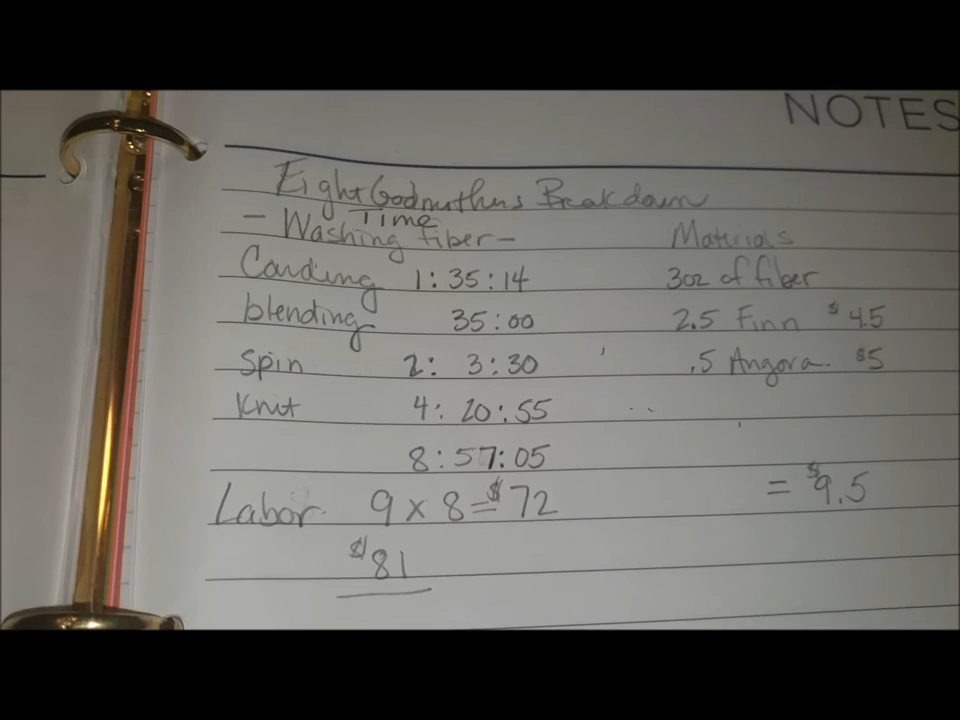 NOTES
Eight Godmuthers Breakdown
Time
- Washing fiber -
Materials
Carding 1:35:14
3oz of fiber
blending 35:00
2.5 Finn $4.5
Spin 2: 3:30
.5 Angora. $5
Knit 4:20:55
8:57:05
Labor. 9 x 8 = $72
= $9.5
$81